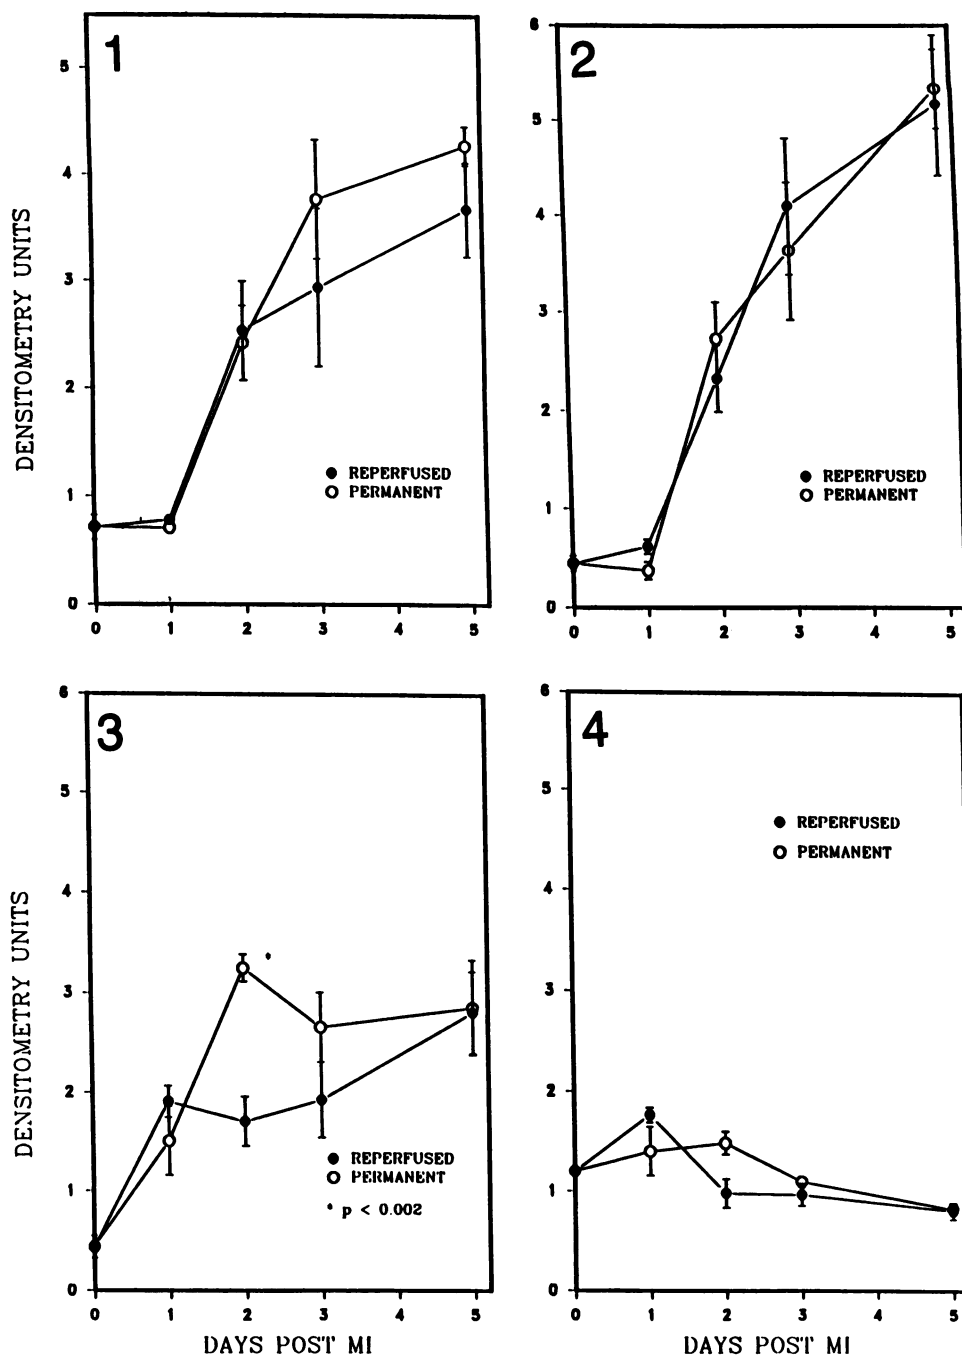 1
5
4
3
2
1
0
DENSITOMETRY UNITS
● REPERFUSED
○ PERMANENT
0 1 2 3 4 5
2
6
5
4
3
2
1
0
● REPERFUSED
○ PERMANENT
0 1 2 3 4 5
3
6
5
4
3
2
1
0
DENSITOMETRY UNITS
*
● REPERFUSED
○ PERMANENT
* p < 0.002
0 1 2 3 4 5
DAYS POST MI
4
6
5
4
3
2
1
0
● REPERFUSED
○ PERMANENT
0 1 2 3 4 5
DAYS POST MI